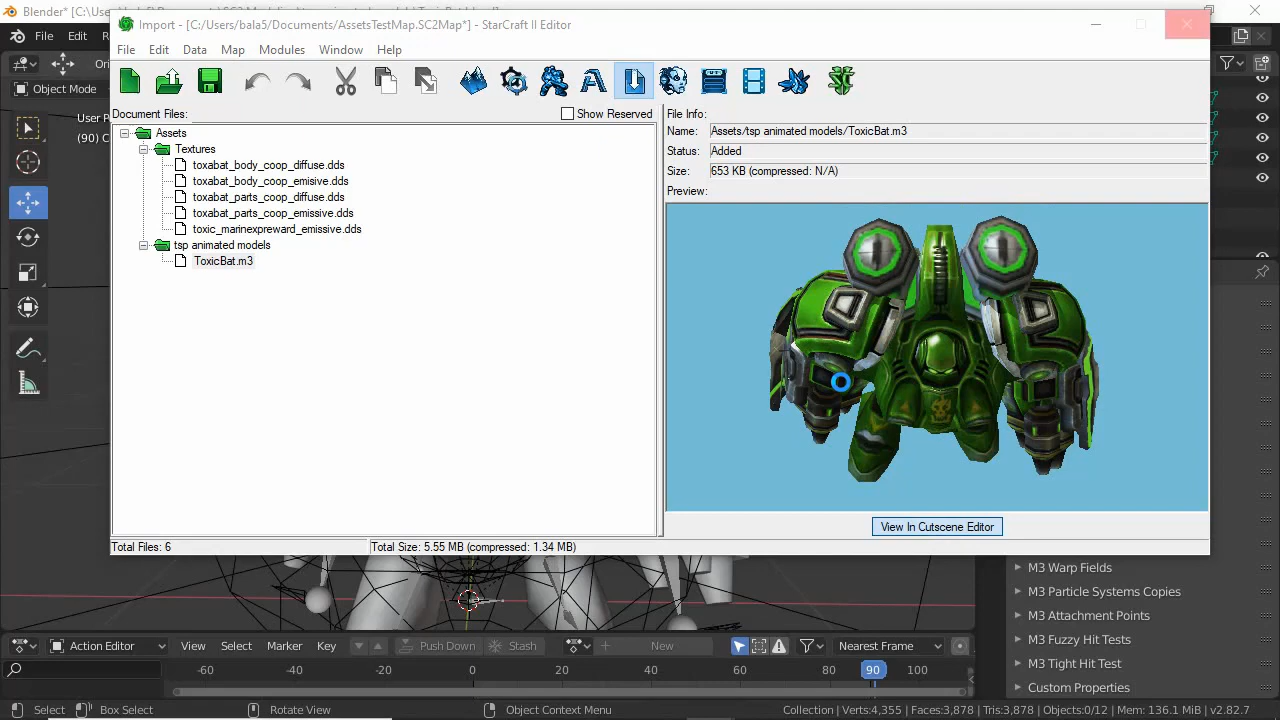 Blender* [C:\U
Import - [C:/Users/bala5/Documents/AssetsTestMap.SC2Map*] - StarCraft II Editor
File Edit
File Edit Data Map Modules Window Help
Object Mode
Document Files:
Show Reserved
File Info:
Assets
Name: Assets/tsp animated models/ToxicBat.m3
User P
(90) C
Textures
Status: Added
toxabat_body_coop_diffuse.dds
Size: 653 KB (compressed: N/A)
toxabat_body_coop_emisive.dds
Preview:
toxabat_parts_coop_diffuse.dds
toxabat_parts_coop_emissive.dds
toxic_marinexpreward_emissive.dds
tsp animated models
ToxicBat.m3
View In Cutscene Editor
Total Files: 6
Total Size: 5.55 MB (compressed: 1.34 MB)
M3 Warp Fields
M3 Particle Systems Copies
M3 Attachment Points
M3 Fuzzy Hit Tests
M3 Tight Hit Test
Custom Properties
Action Editor View Select Marker Key Push Down Stash New Nearest Frame
-60 -40 -20 0 20 40 60 80 90 100
Select Box Select Rotate View Object Context Menu Collection | Verts:4,355 | Faces:3,878 | Tris:3,878 | Objects:0/12 | Mem: 136.1 MiB | v2.82.7